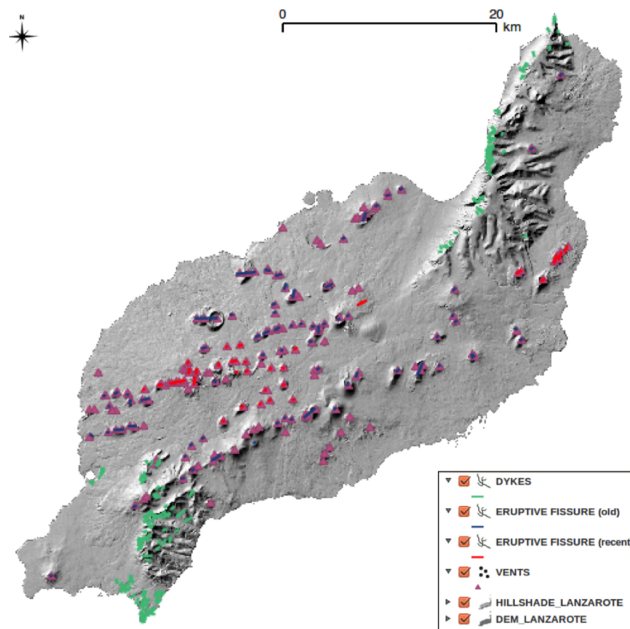 N
0 20
km
DYKES
ERUPTIVE FISSURE (old)
ERUPTIVE FISSURE (recent
VENTS
HILLSHADE_LANZAROTE
DEM_LANZAROTE